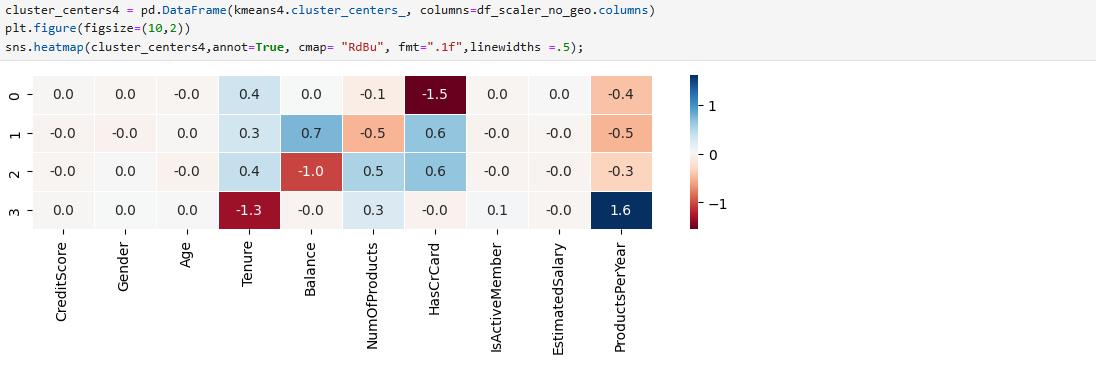 cluster_centers4 = pd.DataFrame(kmeans4.cluster_centers_, columns=df_scaler_no_geo.columns)
plt.figure(figsize=(10,2))
sns.heatmap(cluster_centers4,annot=True, cmap= "RdBu", fmt=".1f",linewidths =.5);
0 0.0 0.0 -0.0 0.4 0.0 -0.1 -1.5 0.0 0.0 -0.4
1 -0.0 -0.0 0.0 0.3 0.7 -0.5 0.6 -0.0 -0.0 -0.5
2 -0.0 0.0 -0.0 0.4 -1.0 0.5 0.6 -0.0 -0.0 -0.3
3 0.0 0.0 0.0 -1.3 -0.0 0.3 -0.0 0.1 -0.0 1.6
CreditScore
Gender
Age
Tenure
Balance
NumOfProducts
HasCrCard
IsActiveMember
EstimatedSalary
ProductsPerYear
1
0
−1